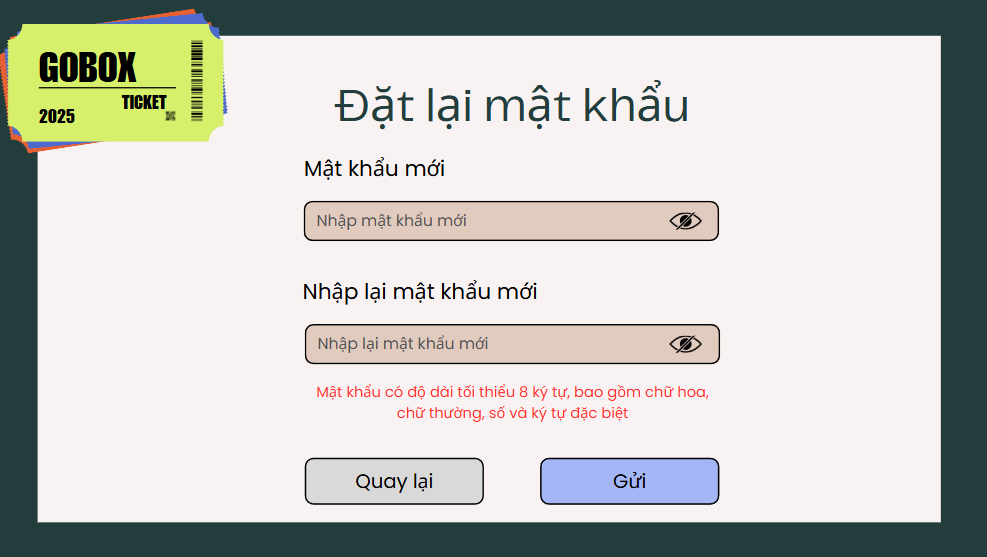 GOBOX
TICKET
2025
Đặt lại mật khẩu
Mật khẩu mới
Nhập mật khẩu mới
Nhập lại mật khẩu mới
Nhập lại mật khẩu mới
Mật khẩu có độ dài tối thiểu 8 ký tự, bao gồm chữ hoa,
chữ thường, số và ký tự đặc biệt
Quay lại
Gửi